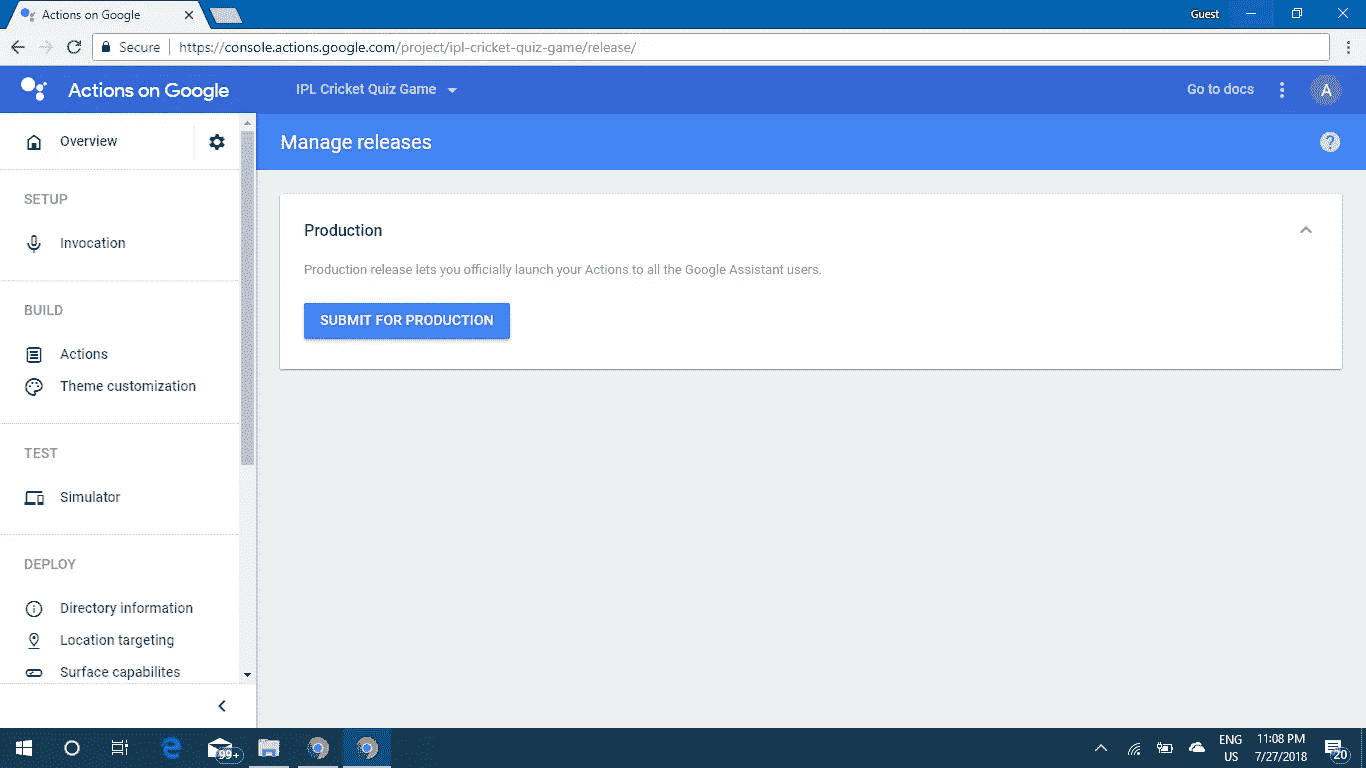 Actions on Google
Guest
Secure
https://console.actions.google.com/project/ipl-cricket-quiz-game/release/
Actions on Google
IPL Cricket Quiz Game
Go to docs
A
Overview
Manage releases
?
SETUP
Invocation
BUILD
Actions
Theme customization
TEST
Simulator
DEPLOY
Directory information
Location targeting
Surface capabilites
Production
Production release lets you officially launch your Actions to all the Google Assistant users.
SUBMIT FOR PRODUCTION
99+
ENG
US
11:08 PM
7/27/2018
20